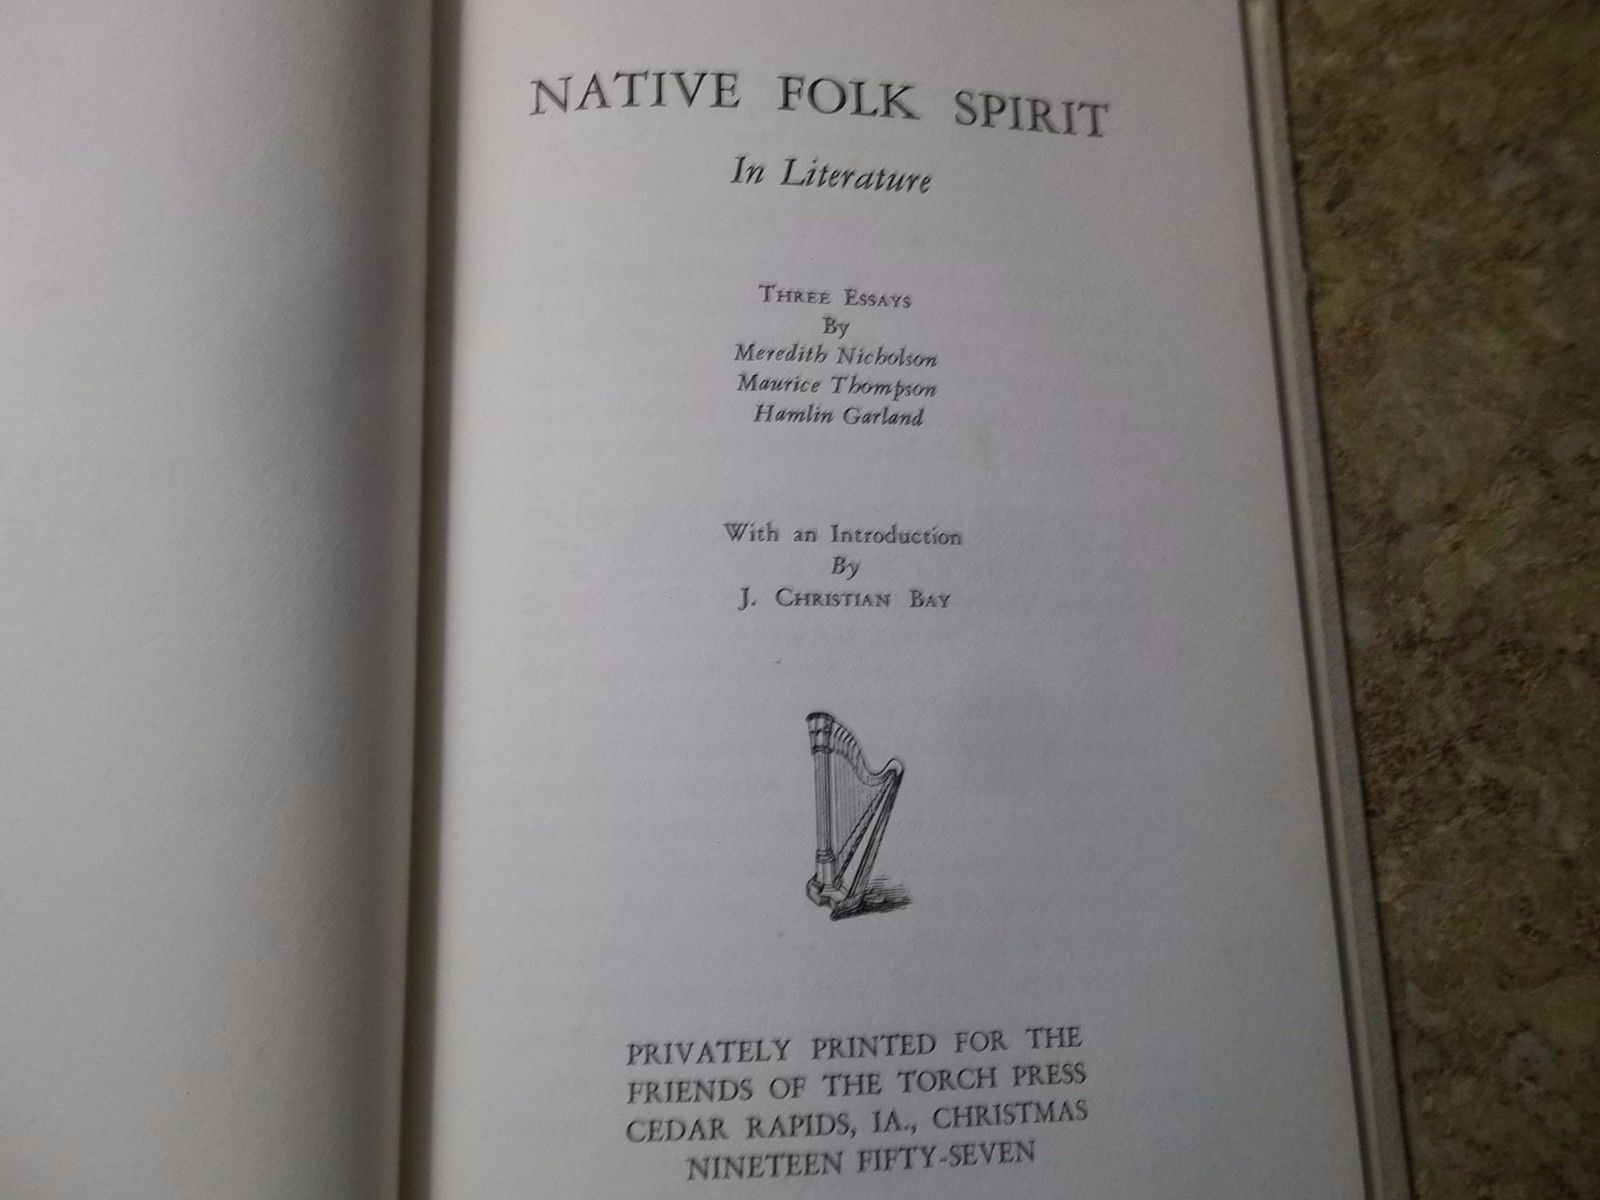 NATIVE FOLK SPIRIT
In Literature
THREE ESSAYS
By
Meredith Nicholson
Maurice Thompson
Hamlin Garland
With an Introduction
By
J. CHRISTIAN BAY
PRIVATELY PRINTED FOR THE
FRIENDS OF THE TORCH PRESS
CEDAR RAPIDS, IA., CHRISTMAS
NINETEEN FIFTY-SEVEN